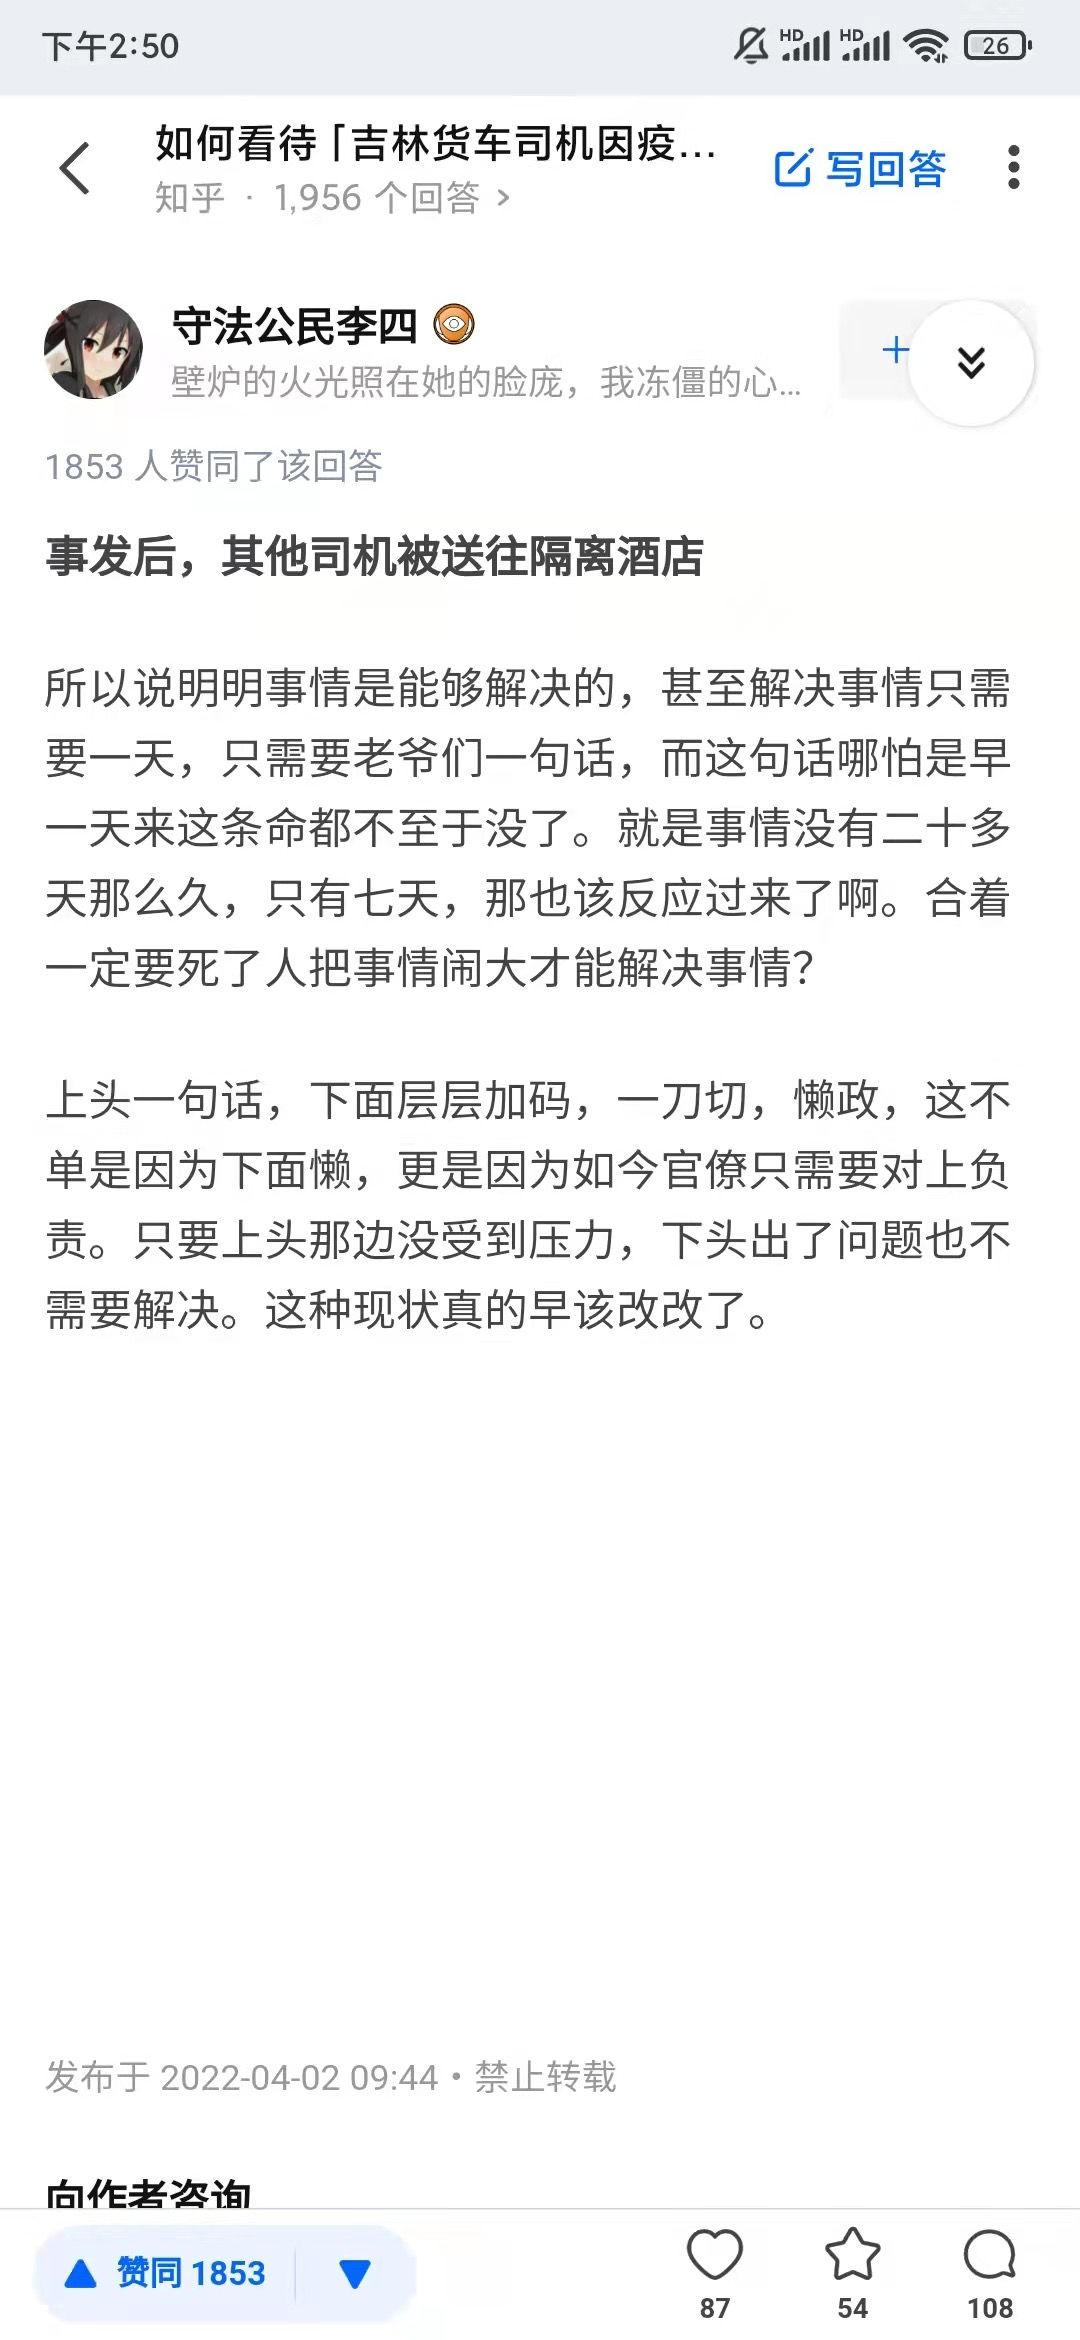 下午2:50
HD HD 26
如何看待「吉林货车司机因疫...
写回答
知乎 · 1,956 个回答 >
守法公民李四
壁炉的火光照在她的脸庞，我冻僵的心...
+
1853 人赞同了该回答
事发后，其他司机被送往隔离酒店
所以说明明事情是能够解决的，甚至解决事情只需
要一天，只需要老爷们一句话，而这句话哪怕是早
一天来这条命都不至于没了。就是事情没有二十多
天那么久，只有七天，那也该反应过来了啊。合着
一定要死了人把事情闹大才能解决事情？
上头一句话，下面层层加码，一刀切，懒政，这不
单是因为下面懒，更是因为如今官僚只需要对上负
责。只要上头那边没受到压力，下头出了问题也不
需要解决。这种现状真的早该改改了。
发布于 2022-04-02 09:44 · 禁止转载
向作者咨询
赞同 1853
87
54
108